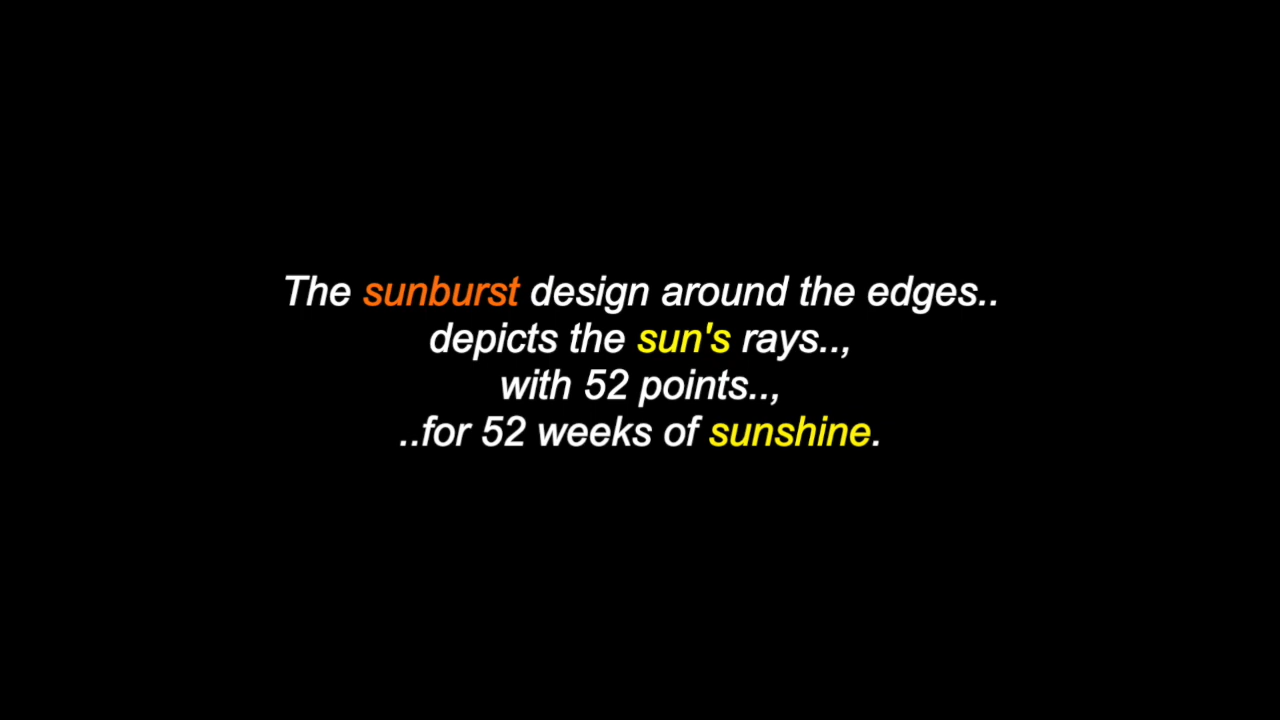 The sunburst design around the edges..
depicts the sun's rays..,
with 52 points..,
..for 52 weeks of sunshine.